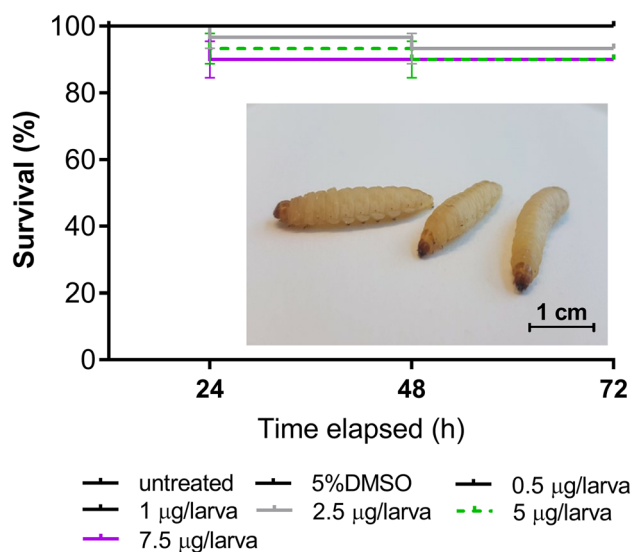 100
80
60
40
20
0
Survival (%)
1 cm
24 48 72
Time elapsed (h)
untreated 5%DMSO 0.5 μg/larva
1 μg/larva 2.5 μg/larva 5 μg/larva
7.5 μg/larva